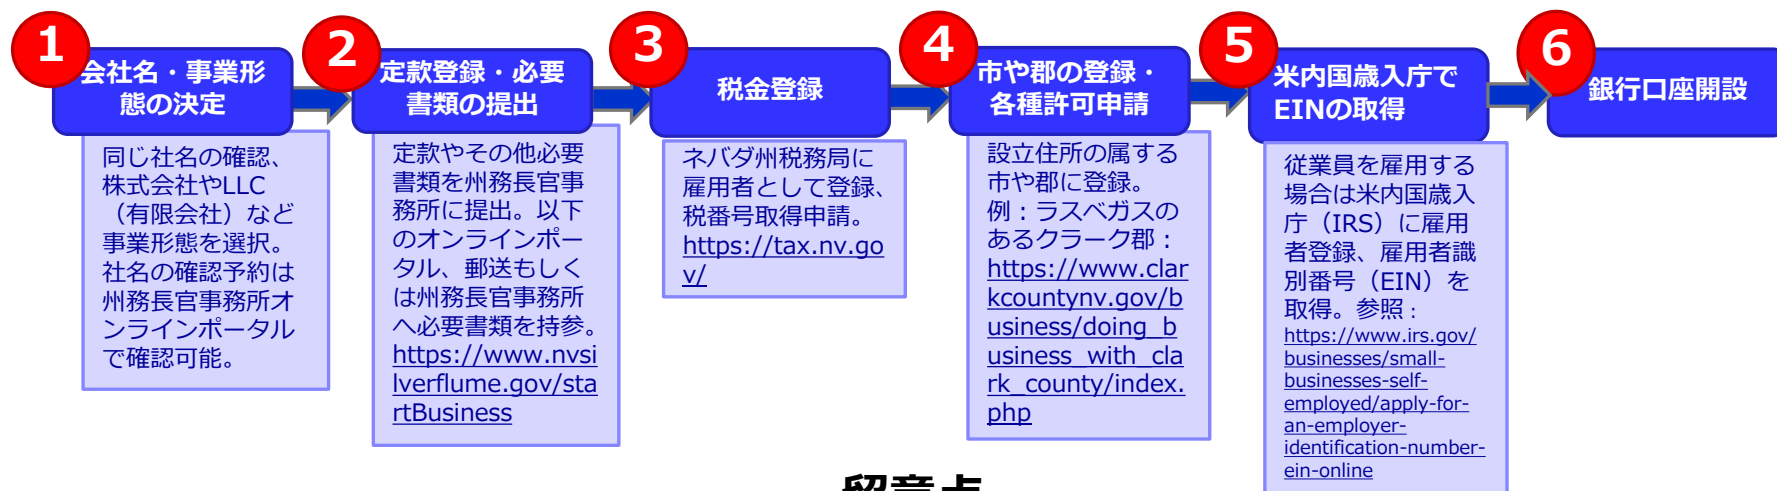 1
会社名・事業形
態の決定
同じ社名の確認、
株式会社やLLC
（有限会社）など
事業形態を選択。
社名の確認予約は
州務長官事務所オ
ンラインポータル
で確認可能。
2
定款登録・必要
書類の提出
定款やその他必要
書類を州務長官事
務所に提出。以下
のオンラインポー
タル、郵送もしく
は州務長官事務所
へ必要書類を持参。
https://www.nvsi
lverflume.gov/sta
rtBusiness
3
税金登録
ネバダ州税務局に
雇用者として登録、
税番号取得申請。
https://tax.nv.go
v/
4
市や郡の登録・
各種許可申請
設立住所の属する
市や郡に登録。
例：ラスベガスの
あるクラーク郡：
https://www.clar
kcountynv.gov/b
usiness/doing_b
usiness_with_cla
rk_county/index.
php
5
米内国歳入庁で
EINの取得
従業員を雇用する
場合は米内国歳入
庁（IRS）に雇用
者登録、雇用者識
別番号（EIN）を
取得。参照：
https://www.irs.gov/
businesses/small-
businesses-self-
employed/apply-for-
an-employer-
identification-number-
ein-online
6
銀行口座開設
留意点